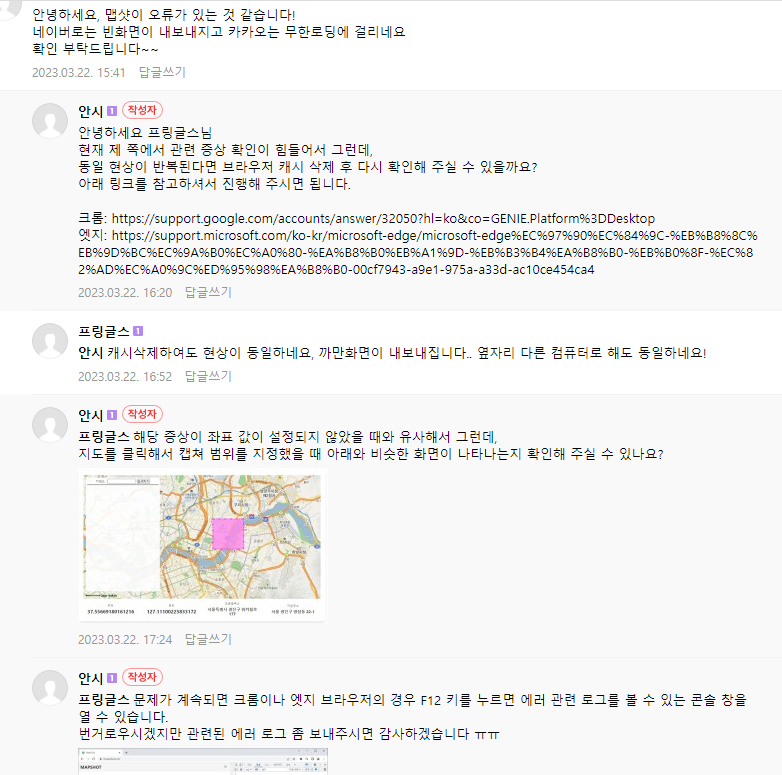 안녕하세요, 맵샷이 오류가 있는 것 같습니다!
네이버로는 빈화면이 내보내지고 카카오는 무한로딩에 걸리네요
확인 부탁드립니다~~
2023.03.22. 15:41 답글쓰기
안시 1 작성자
안녕하세요 프링글스님
현재 제 쪽에서 관련 증상 확인이 힘들어서 그런데,
동일 현상이 반복된다면 브라우저 캐시 삭제 후 다시 확인해 주실 수 있을까요?
아래 링크를 참고하셔서 진행해 주시면 됩니다.
크롬: https://support.google.com/accounts/answer/32050?hl=ko&co=GENIE.Platform%3DDesktop
엣지: https://support.microsoft.com/ko-kr/microsoft-edge/microsoft-edge%EC%97%90%EC%84%9C-%EB%B8%8C%
EB%9D%BC%EC%9A%B0%EC%A0%80-%EA%B8%B0%EB%A1%9D-%EB%B3%B4%EA%B8%B0-%EB%B0%8F-%EC%82
%AD%EC%A0%9C%ED%95%98%EA%B8%B0-00cf7943-a9e1-975a-a33d-ac10ce454ca4
2023.03.22. 16:20 답글쓰기
프링글스 1
안시 캐시삭제하여도 현상이 동일하네요, 까만화면이 내보내집니다.. 옆자리 다른 컴퓨터로 해도 동일하네요!
2023.03.22. 16:52 답글쓰기
안시 1 작성자
프링글스 해당 증상이 좌표 값이 설정되지 않았을 때와 유사해서 그런데,
지도를 클릭해서 캡쳐 범위를 지정했을 때 아래와 비슷한 화면이 나타나는지 확인해 주실 수 있나요?
37.55669180161216 127.11100225833172
2023.03.22. 17:24 답글쓰기
안시 1 작성자
프링글스 문제가 계속되면 크롬이나 엣지 브라우저의 경우 F12 키를 누르면 에러 관련 로그를 볼 수 있는 콘솔 창을
열 수 있습니다.
번거로우시겠지만 관련된 에러 로그 좀 보내주시면 감사하겠습니다 ㅠㅠ
MAPSHOT